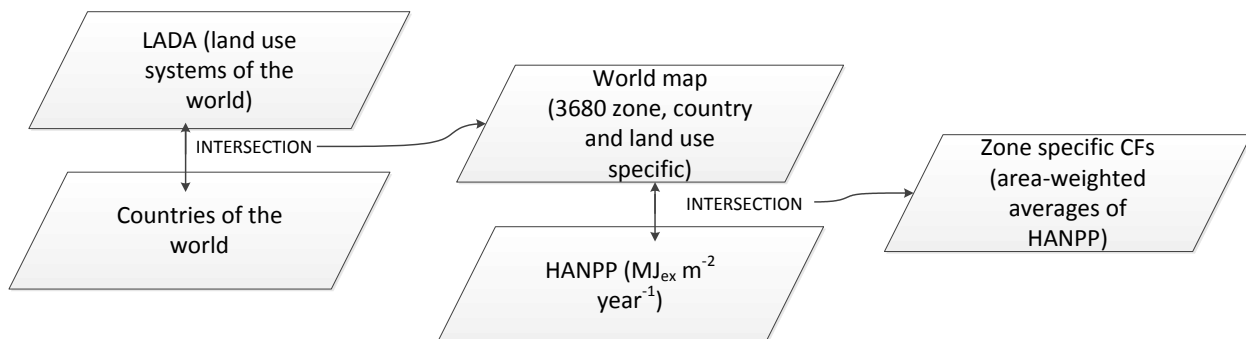 LADA (land use
systems of the
world)
INTERSECTION
Countries of the
world
World map
(3680 zone, country
and land use
specific)
INTERSECTION
HANPP (MJex m-2
year-1)
Zone specific CFs
(area-weighted
averages of
HANPP)